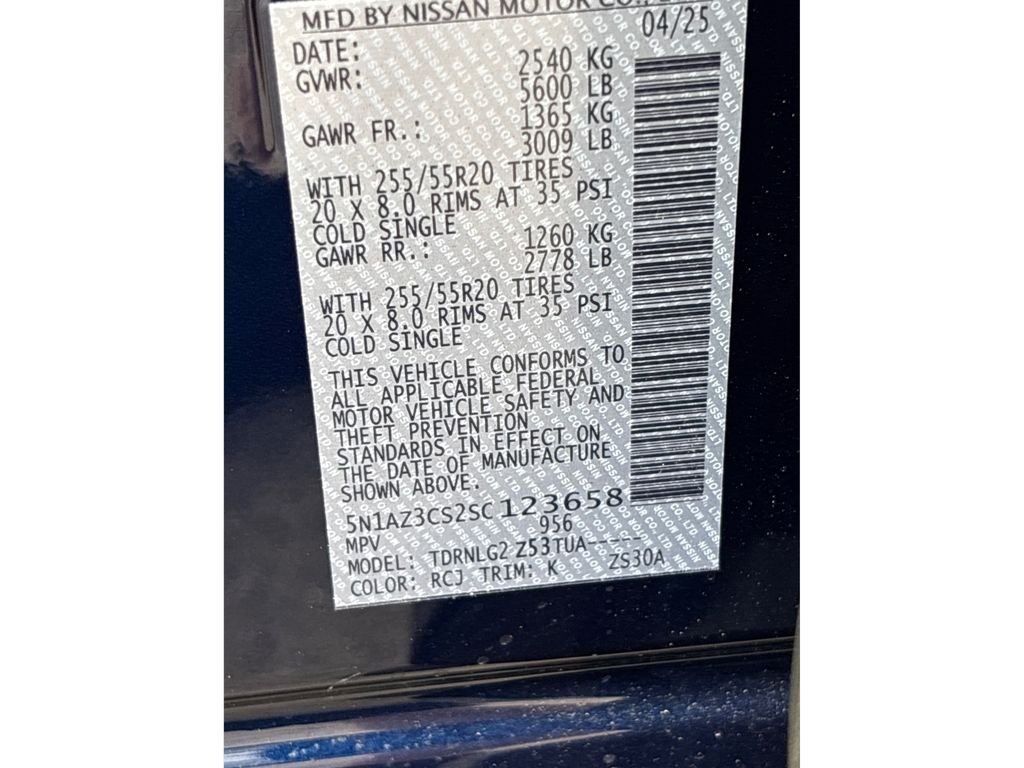 MFD BY NISSAN MOTOR CO.,
DATE: 04/25
GVWR: 2540 KG
5600 LB
GAWR FR.: 1365 KG
3009 LB
WITH 255/55R20 TIRES
20 X 8.0 RIMS AT 35 PSI
COLD SINGLE
GAWR RR.: 1260 KG
2778 LB
WITH 255/55R20 TIRES
20 X 8.0 RIMS AT 35 PSI
COLD SINGLE
THIS VEHICLE CONFORMS TO
ALL APPLICABLE FEDERAL
MOTOR VEHICLE SAFETY AND
THEFT PREVENTION
STANDARDS IN EFFECT ON
THE DATE OF MANUFACTURE
SHOWN ABOVE.
5N1AZ3CS2SC123658
MPV 956
MODEL: TDRNLG2 Z53TUA-----
COLOR: RCJ TRIM: K ZS30A